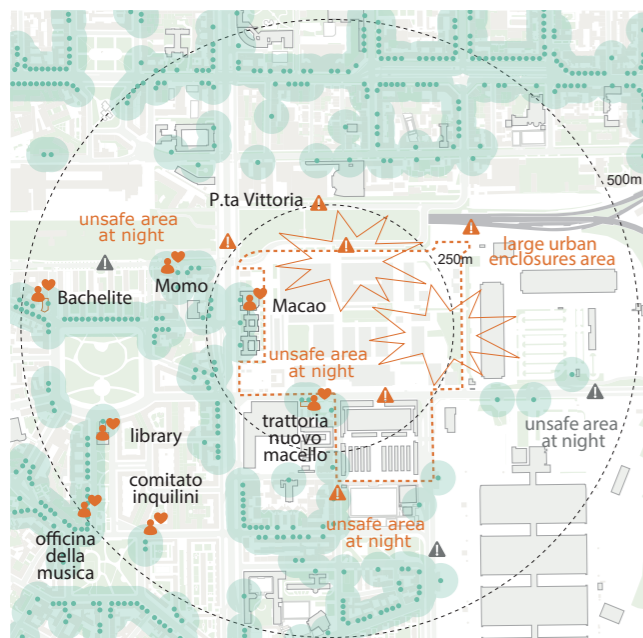 500m
P.ta Vittoria
unsafe area
at night
large urban
enclosures area
250m
Momo
Bachelite
Macao
unsafe area
at night
trattoria
nuovo
macello
unsafe area
at night
library
comitato
inquilini
officina
della
musica
unsafe area
at night